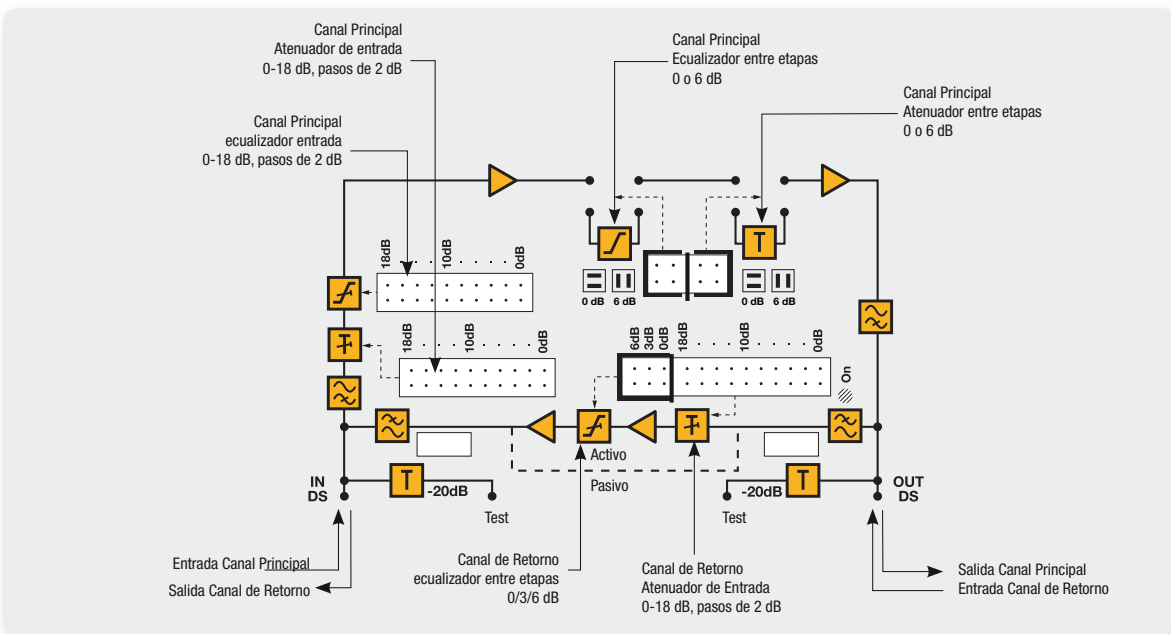 Canal Principal
Atenuador de entrada
0-18 dB, pasos de 2 dB
Canal Principal
Ecualizador entre etapas
0 o 6 dB
Canal Principal
Atenuador entre etapas
0 o 6 dB
Canal Principal
ecualizador entrada
0-18 dB, pasos de 2 dB
T
18dB 10dB 0dB
0 dB 6 dB
0 dB 6 dB
18dB 10dB 0dB
6dB 3dB 0dB 18dB 10dB 0dB
On
Activo
Pasivo
IN
DS
T
-20dB
Test
-20dB
T
Test
OUT
DS
Entrada Canal Principal
Salida Canal de Retorno
Canal de Retorno
ecualizador entre etapas
0/3/6 dB
Canal de Retorno
Atenuador de Entrada
0-18 dB, pasos de 2 dB
Salida Canal Principal
Entrada Canal de Retorno